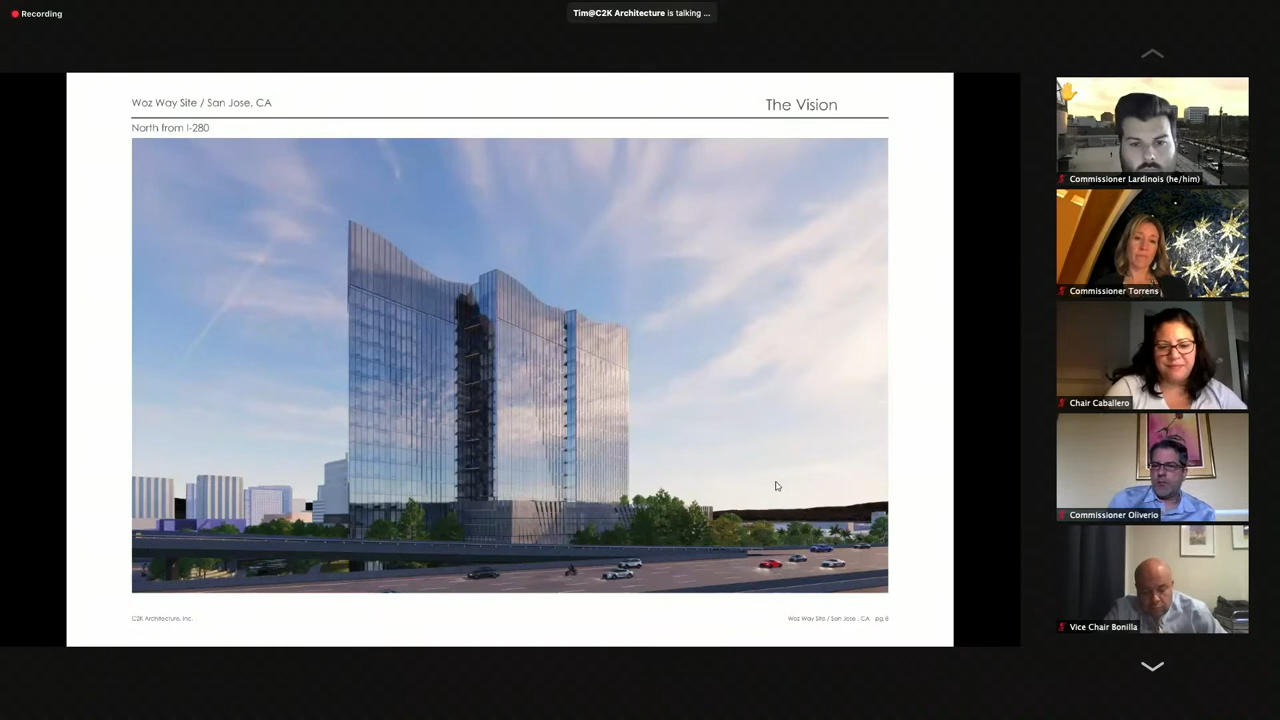 Recording
Tim@C2K Architecture is talking ...
Woz Way Site / San Jose, CA
The Vision
North from I-280
C2K Architecture, Inc.
Woz Way Site / San Jose , CA pg.8
Commissioner Lardinois (he/him)
Commissioner Torrens
Chair Caballero
Commissioner Oliverio
Vice Chair Bonilla